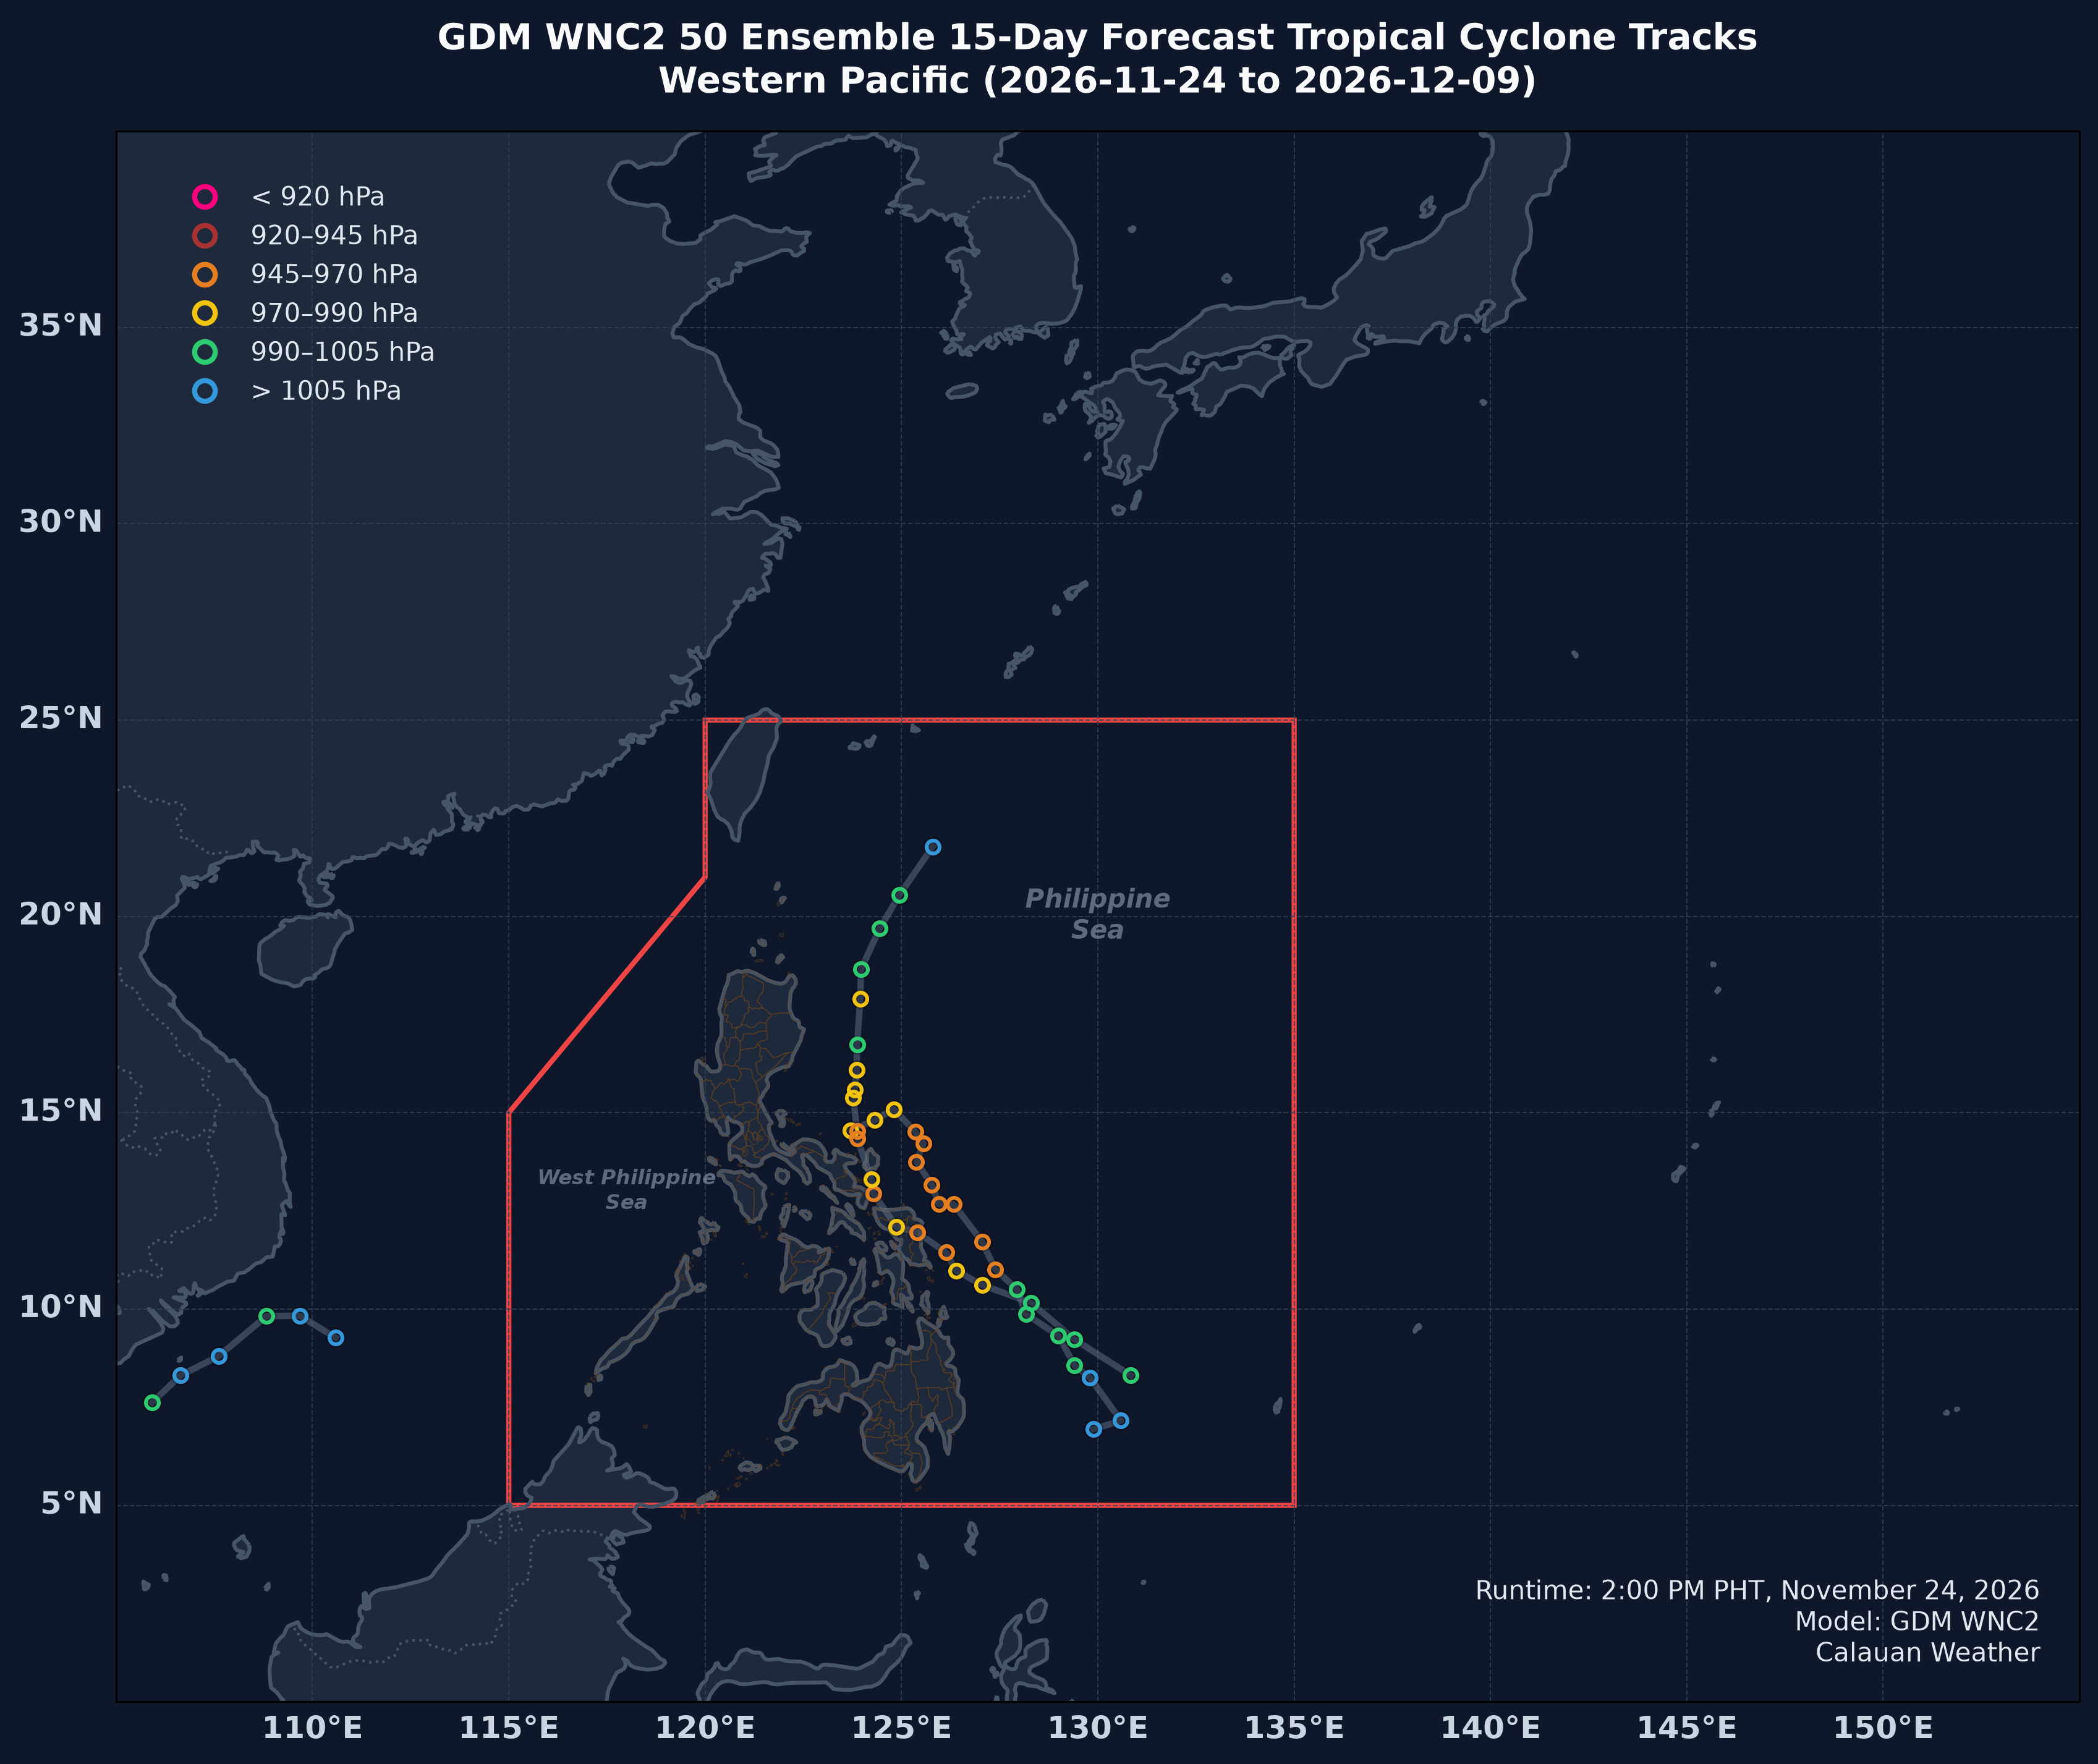 GDM WNC2 50 Ensemble 15-Day Forecast Tropical Cyclone Tracks
Western Pacific (2026-11-24 to 2026-12-09)
< 920 hPa
920–945 hPa
945–970 hPa
970–990 hPa
990–1005 hPa
> 1005 hPa
35°N
30°N
25°N
20°N
15°N
10°N
5°N
Philippine
Sea
West Philippine
Sea
Runtime: 2:00 PM PHT, November 24, 2026
Model: GDM WNC2
Calauan Weather
110°E
115°E
120°E
125°E
130°E
135°E
140°E
145°E
150°E